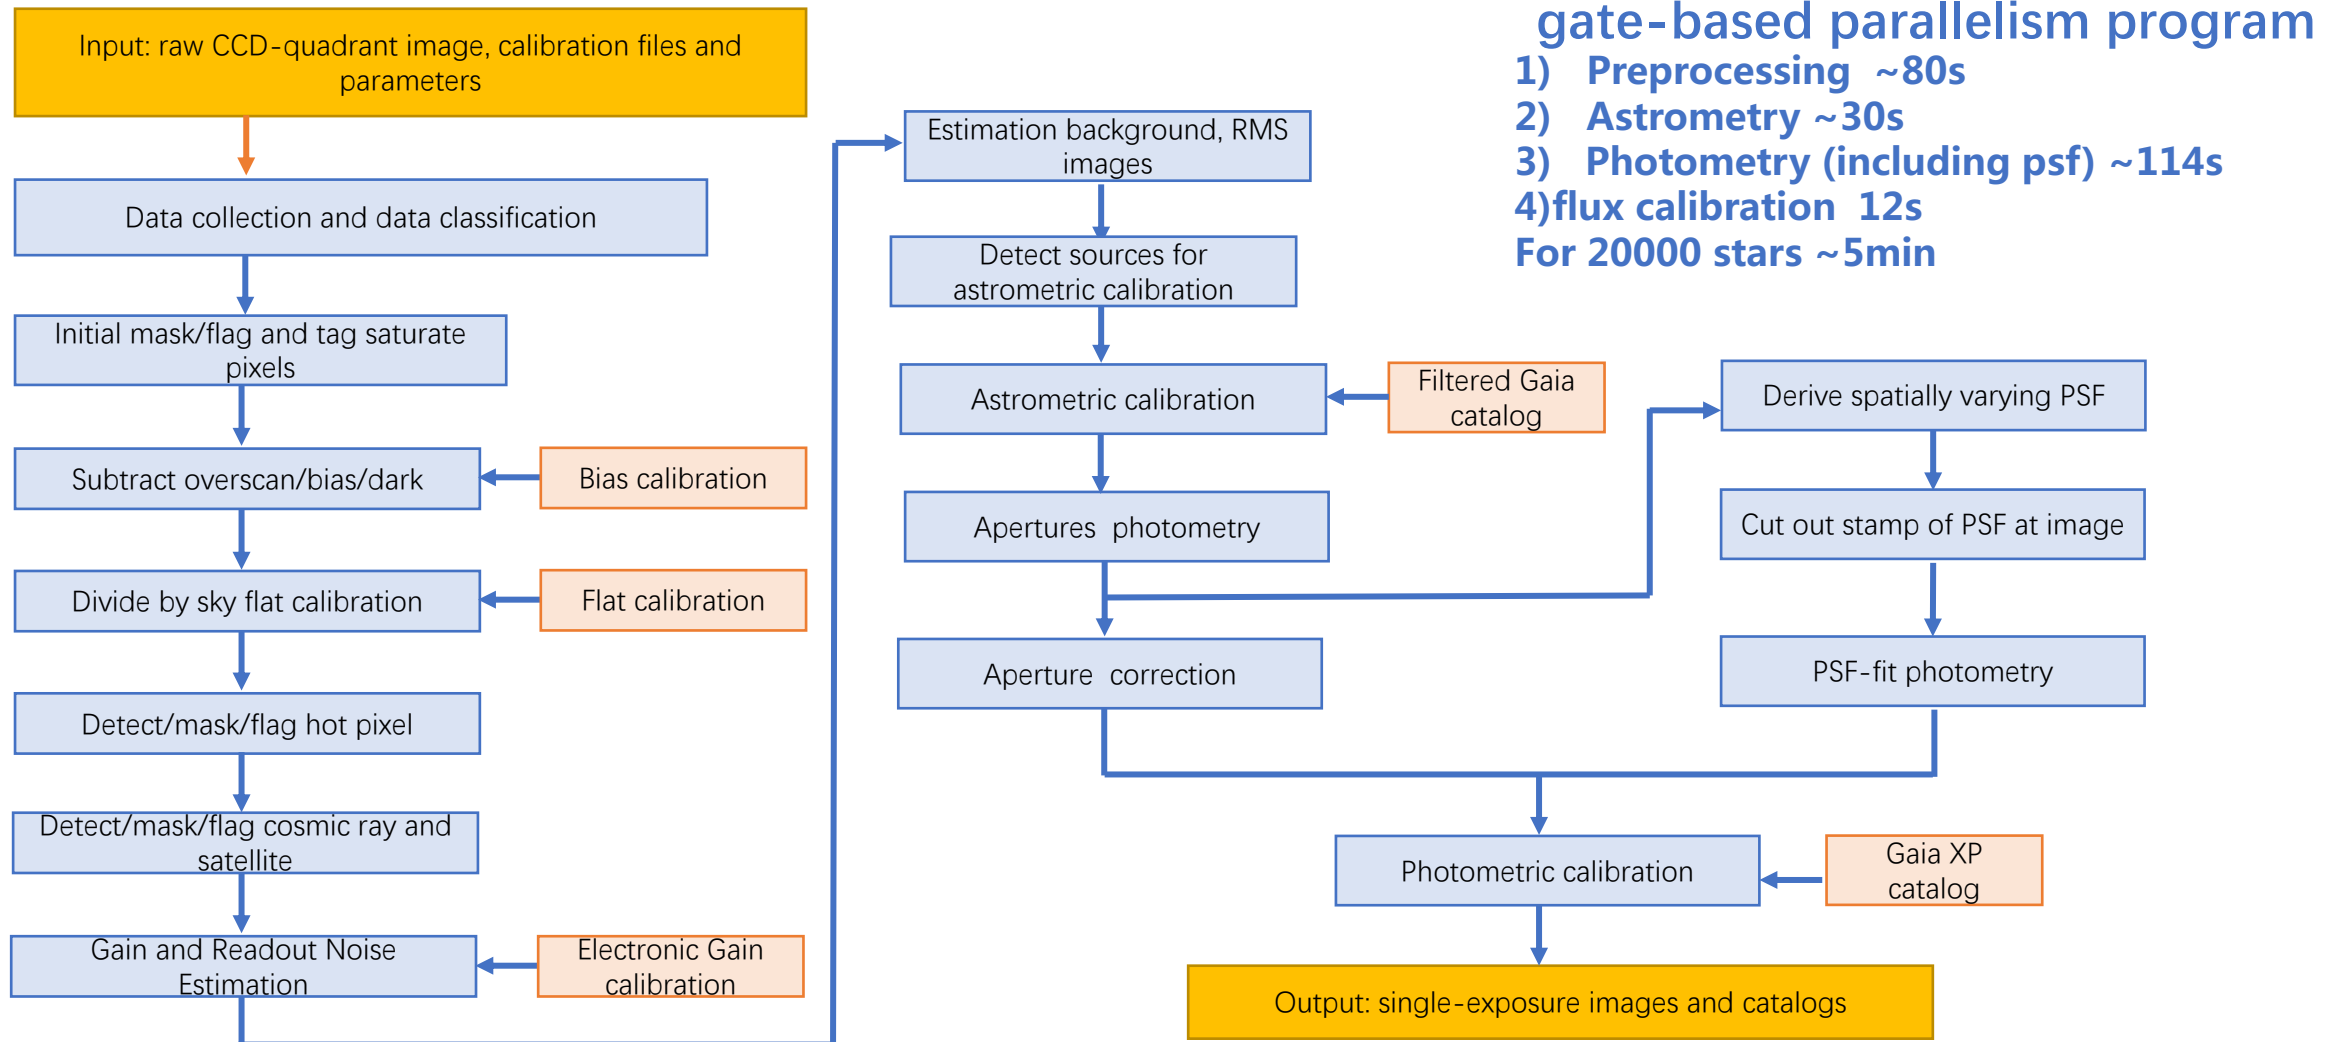 Input: raw CCD-quadrant image, calibration files and
parameters
Data collection and data classification
Initial mask/flag and tag saturate
pixels
Subtract overscan/bias/dark
Bias calibration
Divide by sky flat calibration
Flat calibration
Detect/mask/flag hot pixel
Detect/mask/flag cosmic ray and
satellite
Gain and Readout Noise
Estimation
Electronic Gain
calibration
Estimation background, RMS
images
Detect sources for
astrometric calibration
Astrometric calibration
Filtered Gaia
catalog
Apertures photometry
Aperture correction
Derive spatially varying PSF
Cut out stamp of PSF at image
PSF-fit photometry
Photometric calibration
Gaia XP
catalog
Output: single-exposure images and catalogs
gate-based parallelism program
1) Preprocessing ~80s
2) Astrometry ~30s
3) Photometry (including psf) ~114s
4)flux calibration 12s
For 20000 stars ~5min